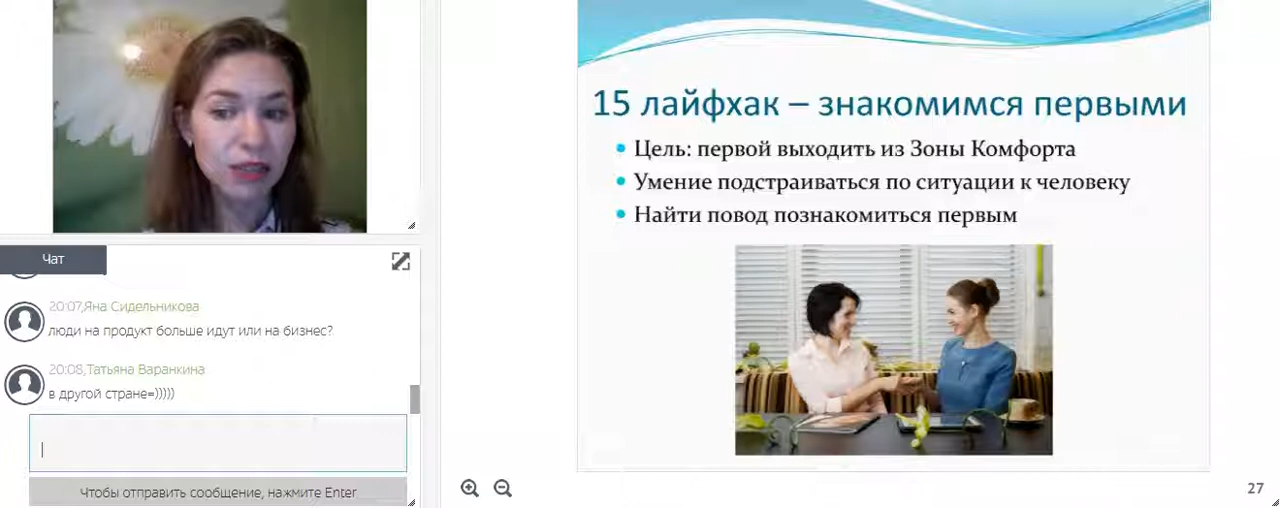 15 лайфхак – знакомимся первыми
Цель: первой выходить из Зоны Комфорта
Умение подстраиваться по ситуации к человеку
Найти повод познакомиться первым
Чат
20:07,Яна Сидельникова
люди на продукт больше идут или на бизнес?
20:08,Татьяна Варанкина
в другой стране=)))))
Чтобы отправить сообщение, нажмите Enter
27